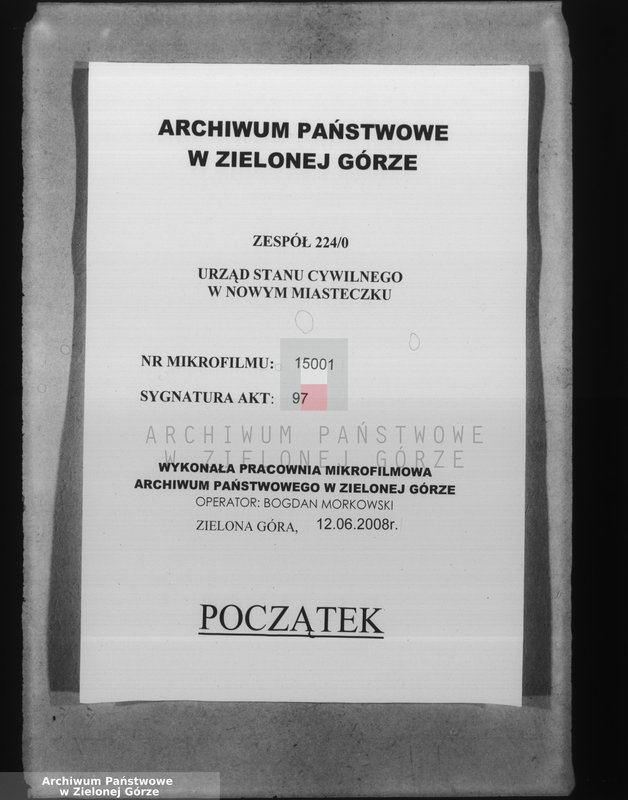 ARCHIWUM PAŃSTWOWE
W ZIELONEJ GÓRZE
ZESPÓŁ 224/0
URZĄD STANU CYWILNEGO
W NOWYM MIASTECZKU
NR MIKROFILMU: 15001
SYGNATURA AKT: 97
ARCHIWUM PAŃSTWOWE
W ZIELONEJ GÓRZE
WYKONAŁA PRACOWNIA MIKROFILMOWA
ARCHIWUM PAŃSTWOWEGO W ZIELONEJ GÓRZE
OPERATOR: BOGDAN MORKOWSKI
ZIELONA GÓRA, 12.06.2008r.
POCZĄTEK
Archiwum Państwowe
w Zielonej Górze